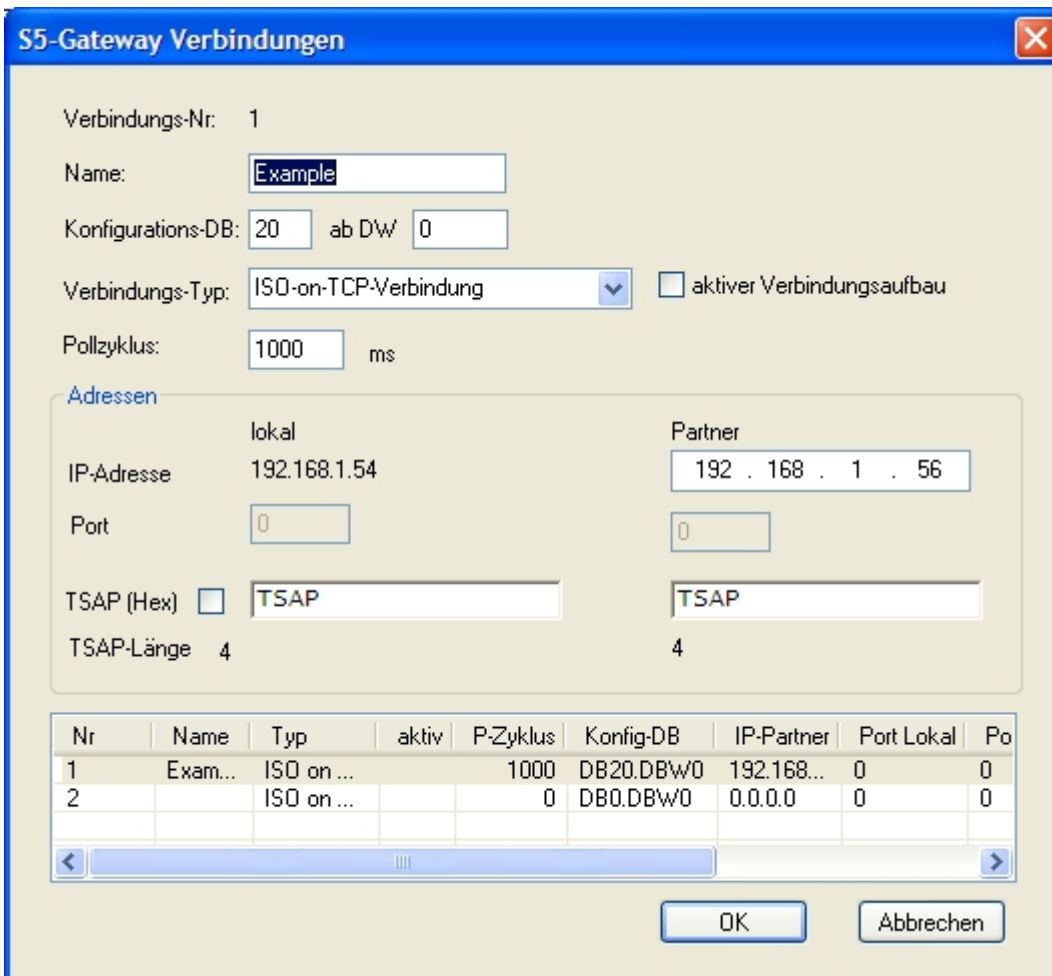 S5-Gateway Verbindungen
Verbindungs-Nr: 1
Name: Example
Konfigurations-DB: 20 ab DW 0
Verbindungs-Typ: ISO-on-TCP-Verbindung aktiver Verbindungsaufbau
Pollzyklus: 1000 ms
Adressen
lokal Partner
IP-Adresse 192.168.1.54 192 . 168 . 1 . 56
Port 0 0
TSAP (Hex) TSAP TSAP
TSAP-Länge 4 4
Nr Name Typ aktiv P-Zyklus Konfig-DB IP-Partner Port Lokal Po
1 Exam... ISO on ... 1000 DB20.DBW0 192.168... 0 0
2 ISO on ... 0 DB0.DBW0 0.0.0.0 0 0
OK Abbrechen